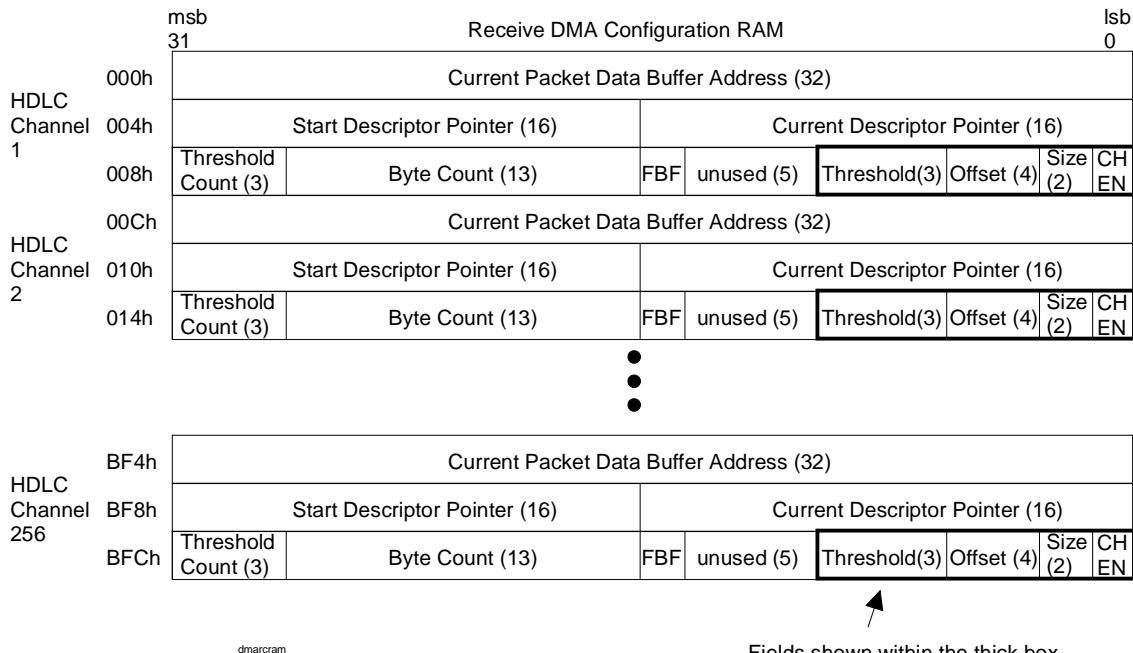 msb
31
Receive DMA Configuration RAM
lsb
0
HDLC
Channel
1
000h
Current Packet Data Buffer Address (32)
004h
Start Descriptor Pointer (16)
Current Descriptor Pointer (16)
008h
Threshold
Count (3)
Byte Count (13)
FBF
unused (5)
Threshold(3)
Offset (4)
Size
(2)
CH
EN
HDLC
Channel
2
00Ch
Current Packet Data Buffer Address (32)
010h
Start Descriptor Pointer (16)
Current Descriptor Pointer (16)
014h
Threshold
Count (3)
Byte Count (13)
FBF
unused (5)
Threshold(3)
Offset (4)
Size
(2)
CH
EN
HDLC
Channel
256
BF4h
Current Packet Data Buffer Address (32)
BF8h
Start Descriptor Pointer (16)
Current Descriptor Pointer (16)
BFCh
Threshold
Count (3)
Byte Count (13)
FBF
unused (5)
Threshold(3)
Offset (4)
Size
(2)
CH
EN
dmarcram
Fields shown within the thick box